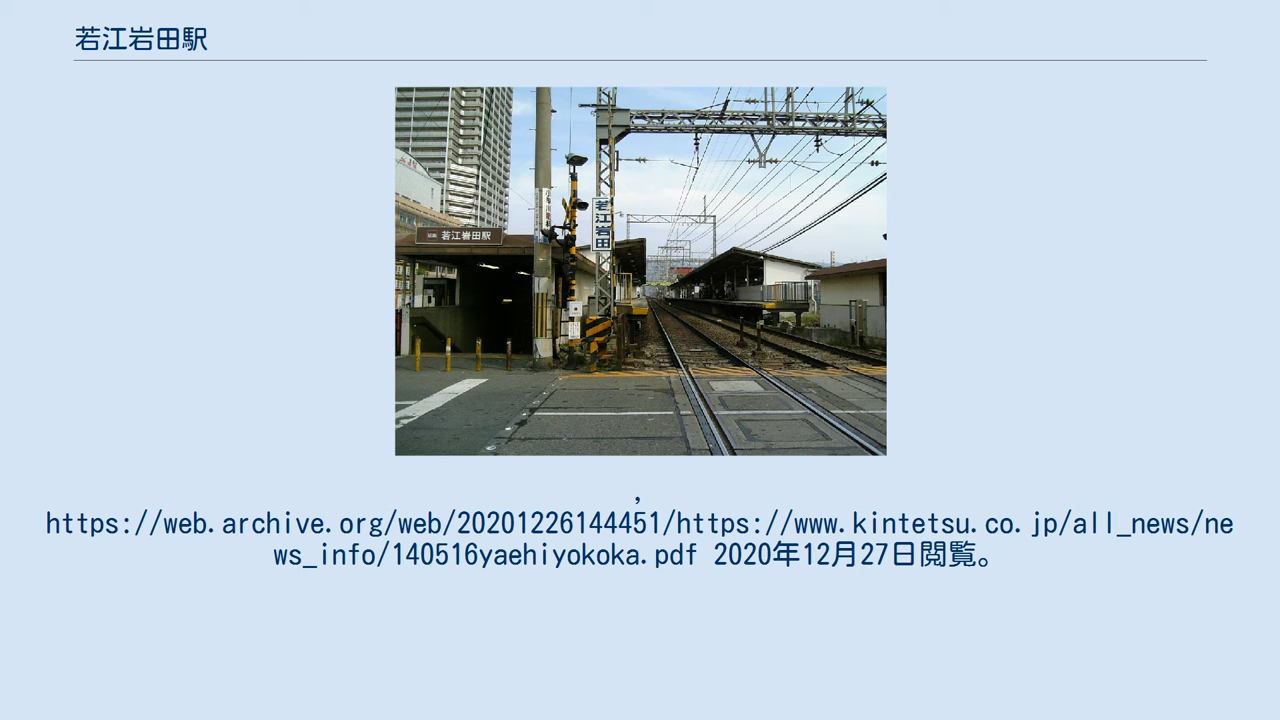 若江岩田駅
若江岩田駅
若江岩田
,
https://web.archive.org/web/20201226144451/https://www.kintetsu.co.jp/all_news/ne
ws_info/140516yaehiyokoka.pdf 2020年12月27日閲覧。